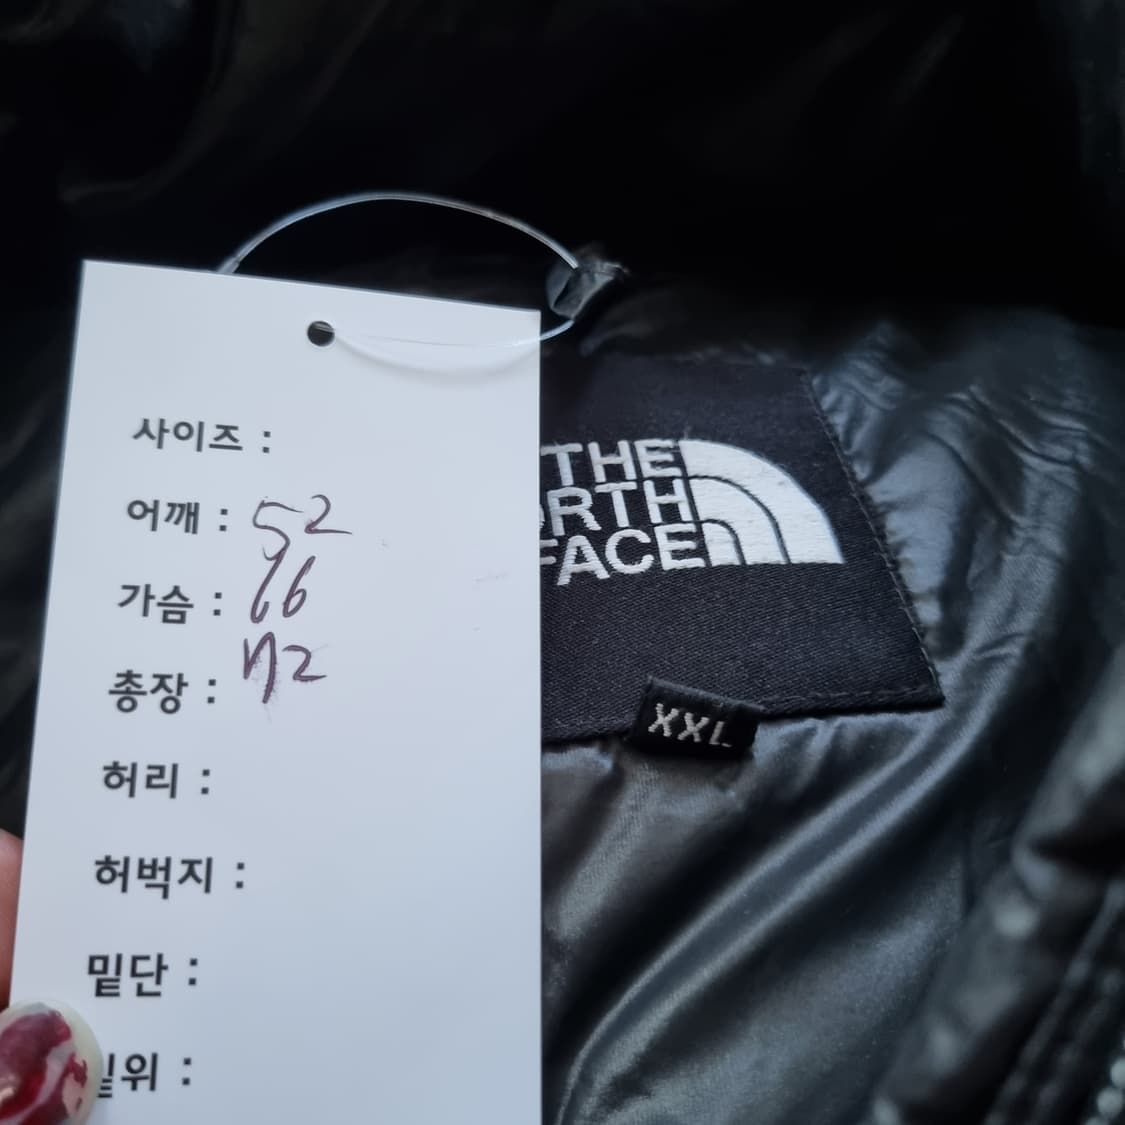 사이즈 :
어깨 : 52
가슴 : 66
총장 : 72
허리 :
허벅지 :
밑단 :
밑위 :
THE
ORTH
FACE
XXL